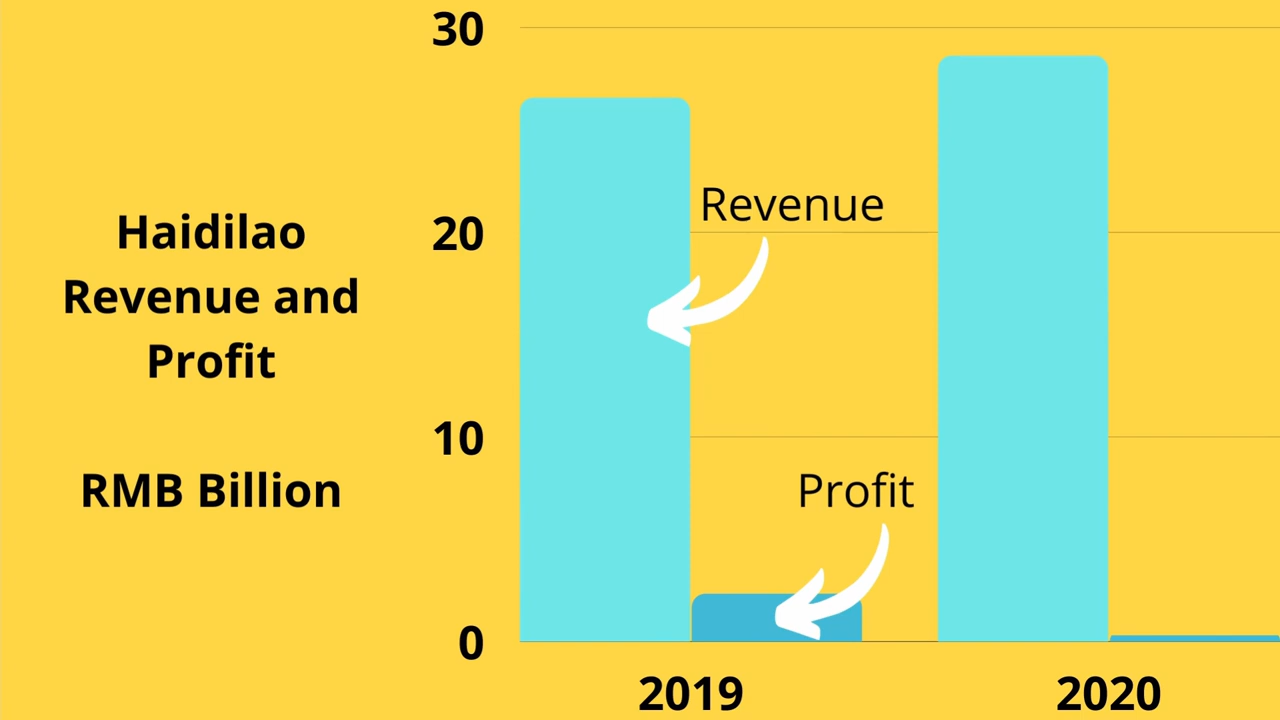 Haidilao
Revenue and
Profit
RMB Billion
30
20
10
0
Revenue
Profit
2019
2020